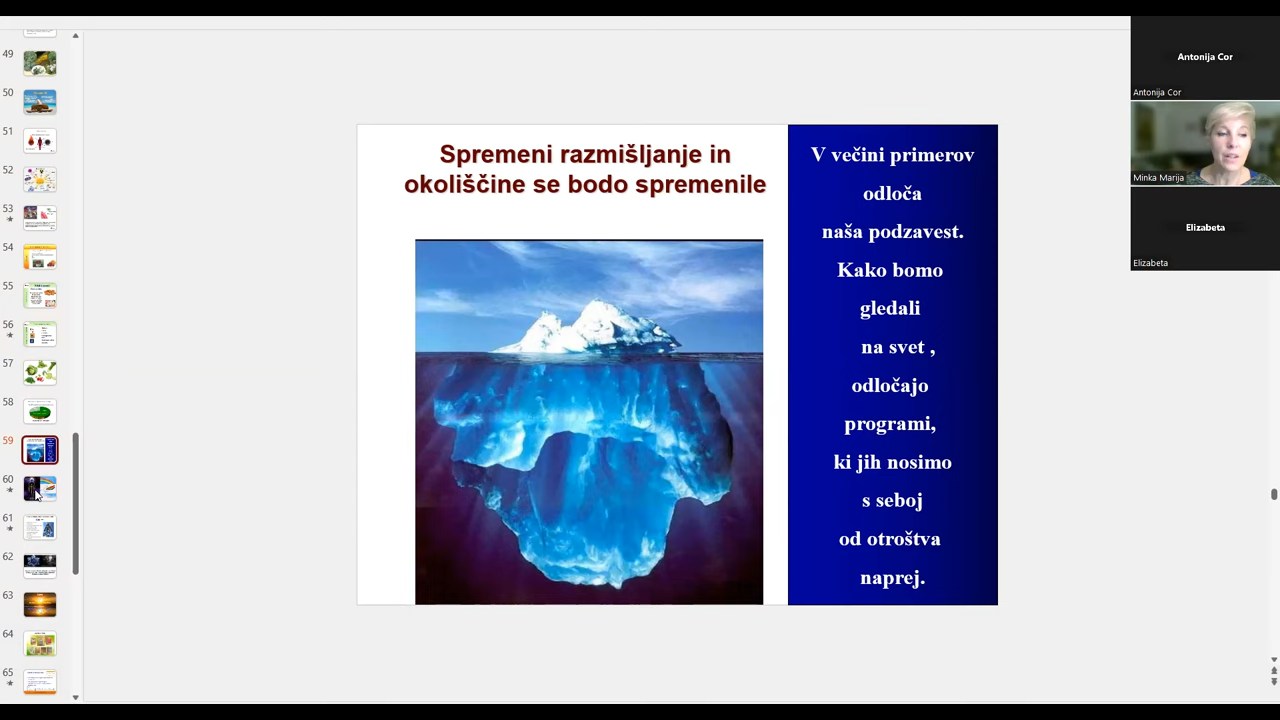 49
50
51
53
54
55
56
57
58
59
60
61
62
63
64
65
Spremeni razmišljanje in
okoliščine se bodo spremenile
V večini primerov
odloča
naša podzavest.
Kako bomo
gledali
na svet ,
odločajo
programi,
ki jih nosimo
s seboj
od otroštva
naprej.
Antonija Cor
Antonija Cor
Minka Marija
Elizabeta
Elizabeta